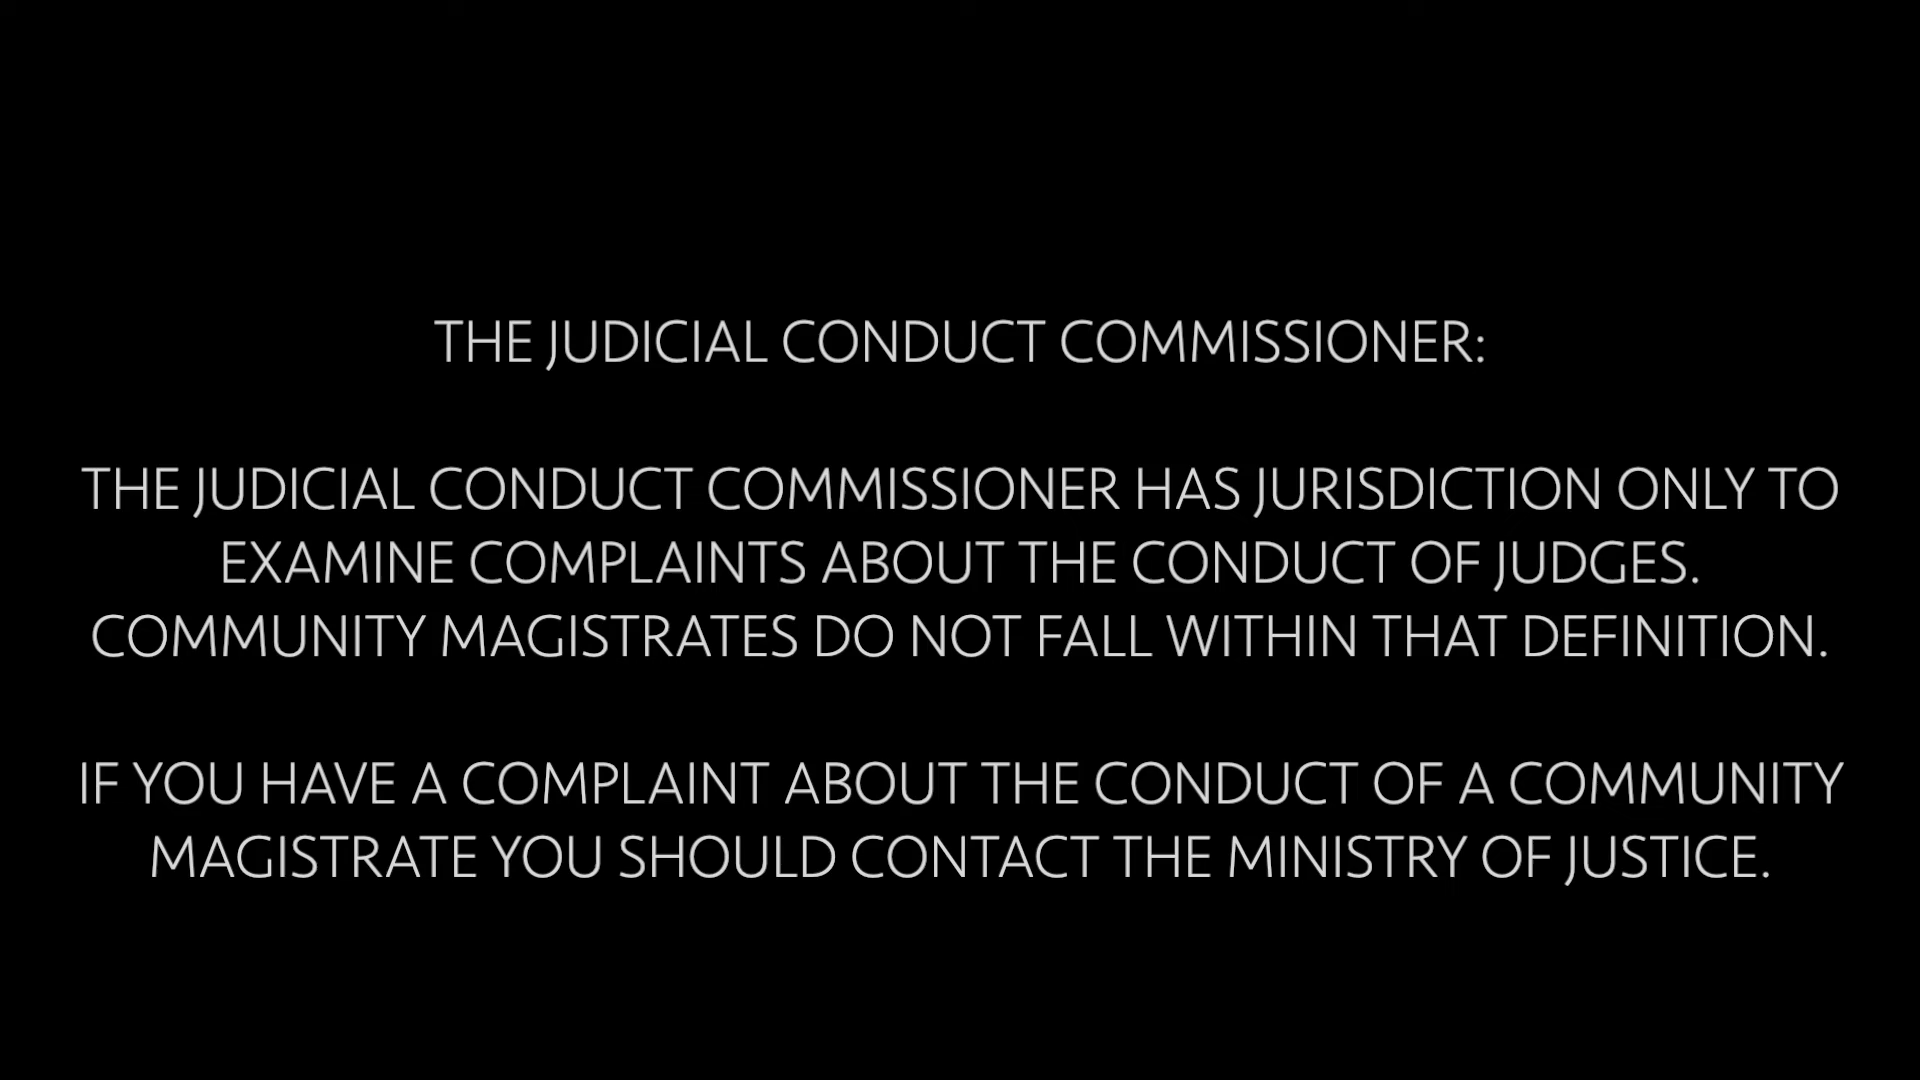 THE JUDICIAL CONDUCT COMMISSIONER:
THE JUDICIAL CONDUCT COMMISSIONER HAS JURISDICTION ONLY TO
EXAMINE COMPLAINTS ABOUT THE CONDUCT OF JUDGES.
COMMUNITY MAGISTRATES DO NOT FALL WITHIN THAT DEFINITION.
IF YOU HAVE A COMPLAINT ABOUT THE CONDUCT OF A COMMUNITY
MAGISTRATE YOU SHOULD CONTACT THE MINISTRY OF JUSTICE.